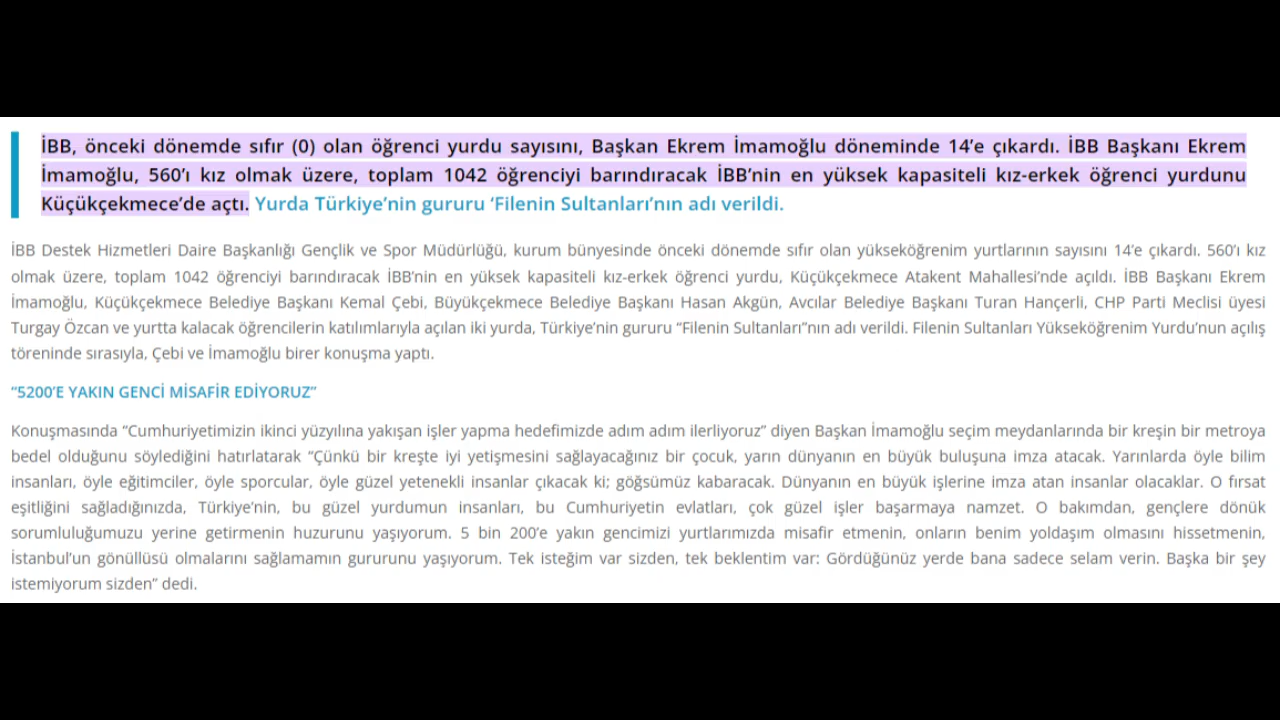 İBB, önceki dönemde sıfır (0) olan öğrenci yurdu sayısını, Başkan Ekrem İmamoğlu döneminde 14’e çıkardı. İBB Başkanı Ekrem
İmamoğlu, 560’ı kız olmak üzere, toplam 1042 öğrenciyi barındıracak İBB’nin en yüksek kapasiteli kız-erkek öğrenci yurdunu
Küçükçekmece’de açtı. Yurda Türkiye’nin gururu ‘Filenin Sultanları’nın adı verildi.
İBB Destek Hizmetleri Daire Başkanlığı Gençlik ve Spor Müdürlüğü, kurum bünyesinde önceki dönemde sıfır olan yükseköğrenim yurtlarının sayısını 14’e çıkardı. 560’ı kız
olmak üzere, toplam 1042 öğrenciyi barındıracak İBB’nin en yüksek kapasiteli kız-erkek öğrenci yurdu, Küçükçekmece Atakent Mahallesi’nde açıldı. İBB Başkanı Ekrem
İmamoğlu, Küçükçekmece Belediye Başkanı Kemal Çebi, Büyükçekmece Belediye Başkanı Hasan Akgün, Avcılar Belediye Başkanı Turan Hançerli, CHP Parti Meclisi üyesi
Turgay Özcan ve yurtta kalacak öğrencilerin katılımlarıyla açılan iki yurda, Türkiye’nin gururu “Filenin Sultanları”nın adı verildi. Filenin Sultanları Yükseköğrenim Yurdu’nun açılış
töreninde sırasıyla, Çebi ve İmamoğlu birer konuşma yaptı.
“5200’E YAKIN GENCİ MİSAFİR EDİYORUZ”
Konuşmasında “Cumhuriyetimizin ikinci yüzyılına yakışan işler yapma hedefimizde adım adım ilerliyoruz” diyen Başkan İmamoğlu seçim meydanlarında bir kreşin bir metroya
bedel olduğunu söylediğini hatırlatarak “Çünkü bir kreşte iyi yetişmesini sağlayacağınız bir çocuk, yarın dünyanın en büyük buluşuna imza atacak. Yarınlarda öyle bilim
insanları, öyle eğitimciler, öyle sporcular, öyle güzel yetenekli insanlar çıkacak ki; göğsümüz kabaracak. Dünyanın en büyük işlerine imza atan insanlar olacaklar. O fırsat
eşitliğini sağladığınızda, Türkiye’nin, bu güzel yurdumun insanları, bu Cumhuriyetin evlatları, çok güzel işler başarmaya namzet. O bakımdan, gençlere dönük
sorumluluğumuzu yerine getirmenin huzurunu yaşıyorum. 5 bin 200’e yakın gencimizi yurtlarımızda misafir etmenin, onların benim yoldaşım olmasını hissetmenin,
İstanbul’un gönüllüsü olmalarını sağlamamın gururunu yaşıyorum. Tek isteğim var sizden, tek beklentim var: Gördüğünüz yerde bana sadece selam verin. Başka bir şey
istemiyorum sizden” dedi.